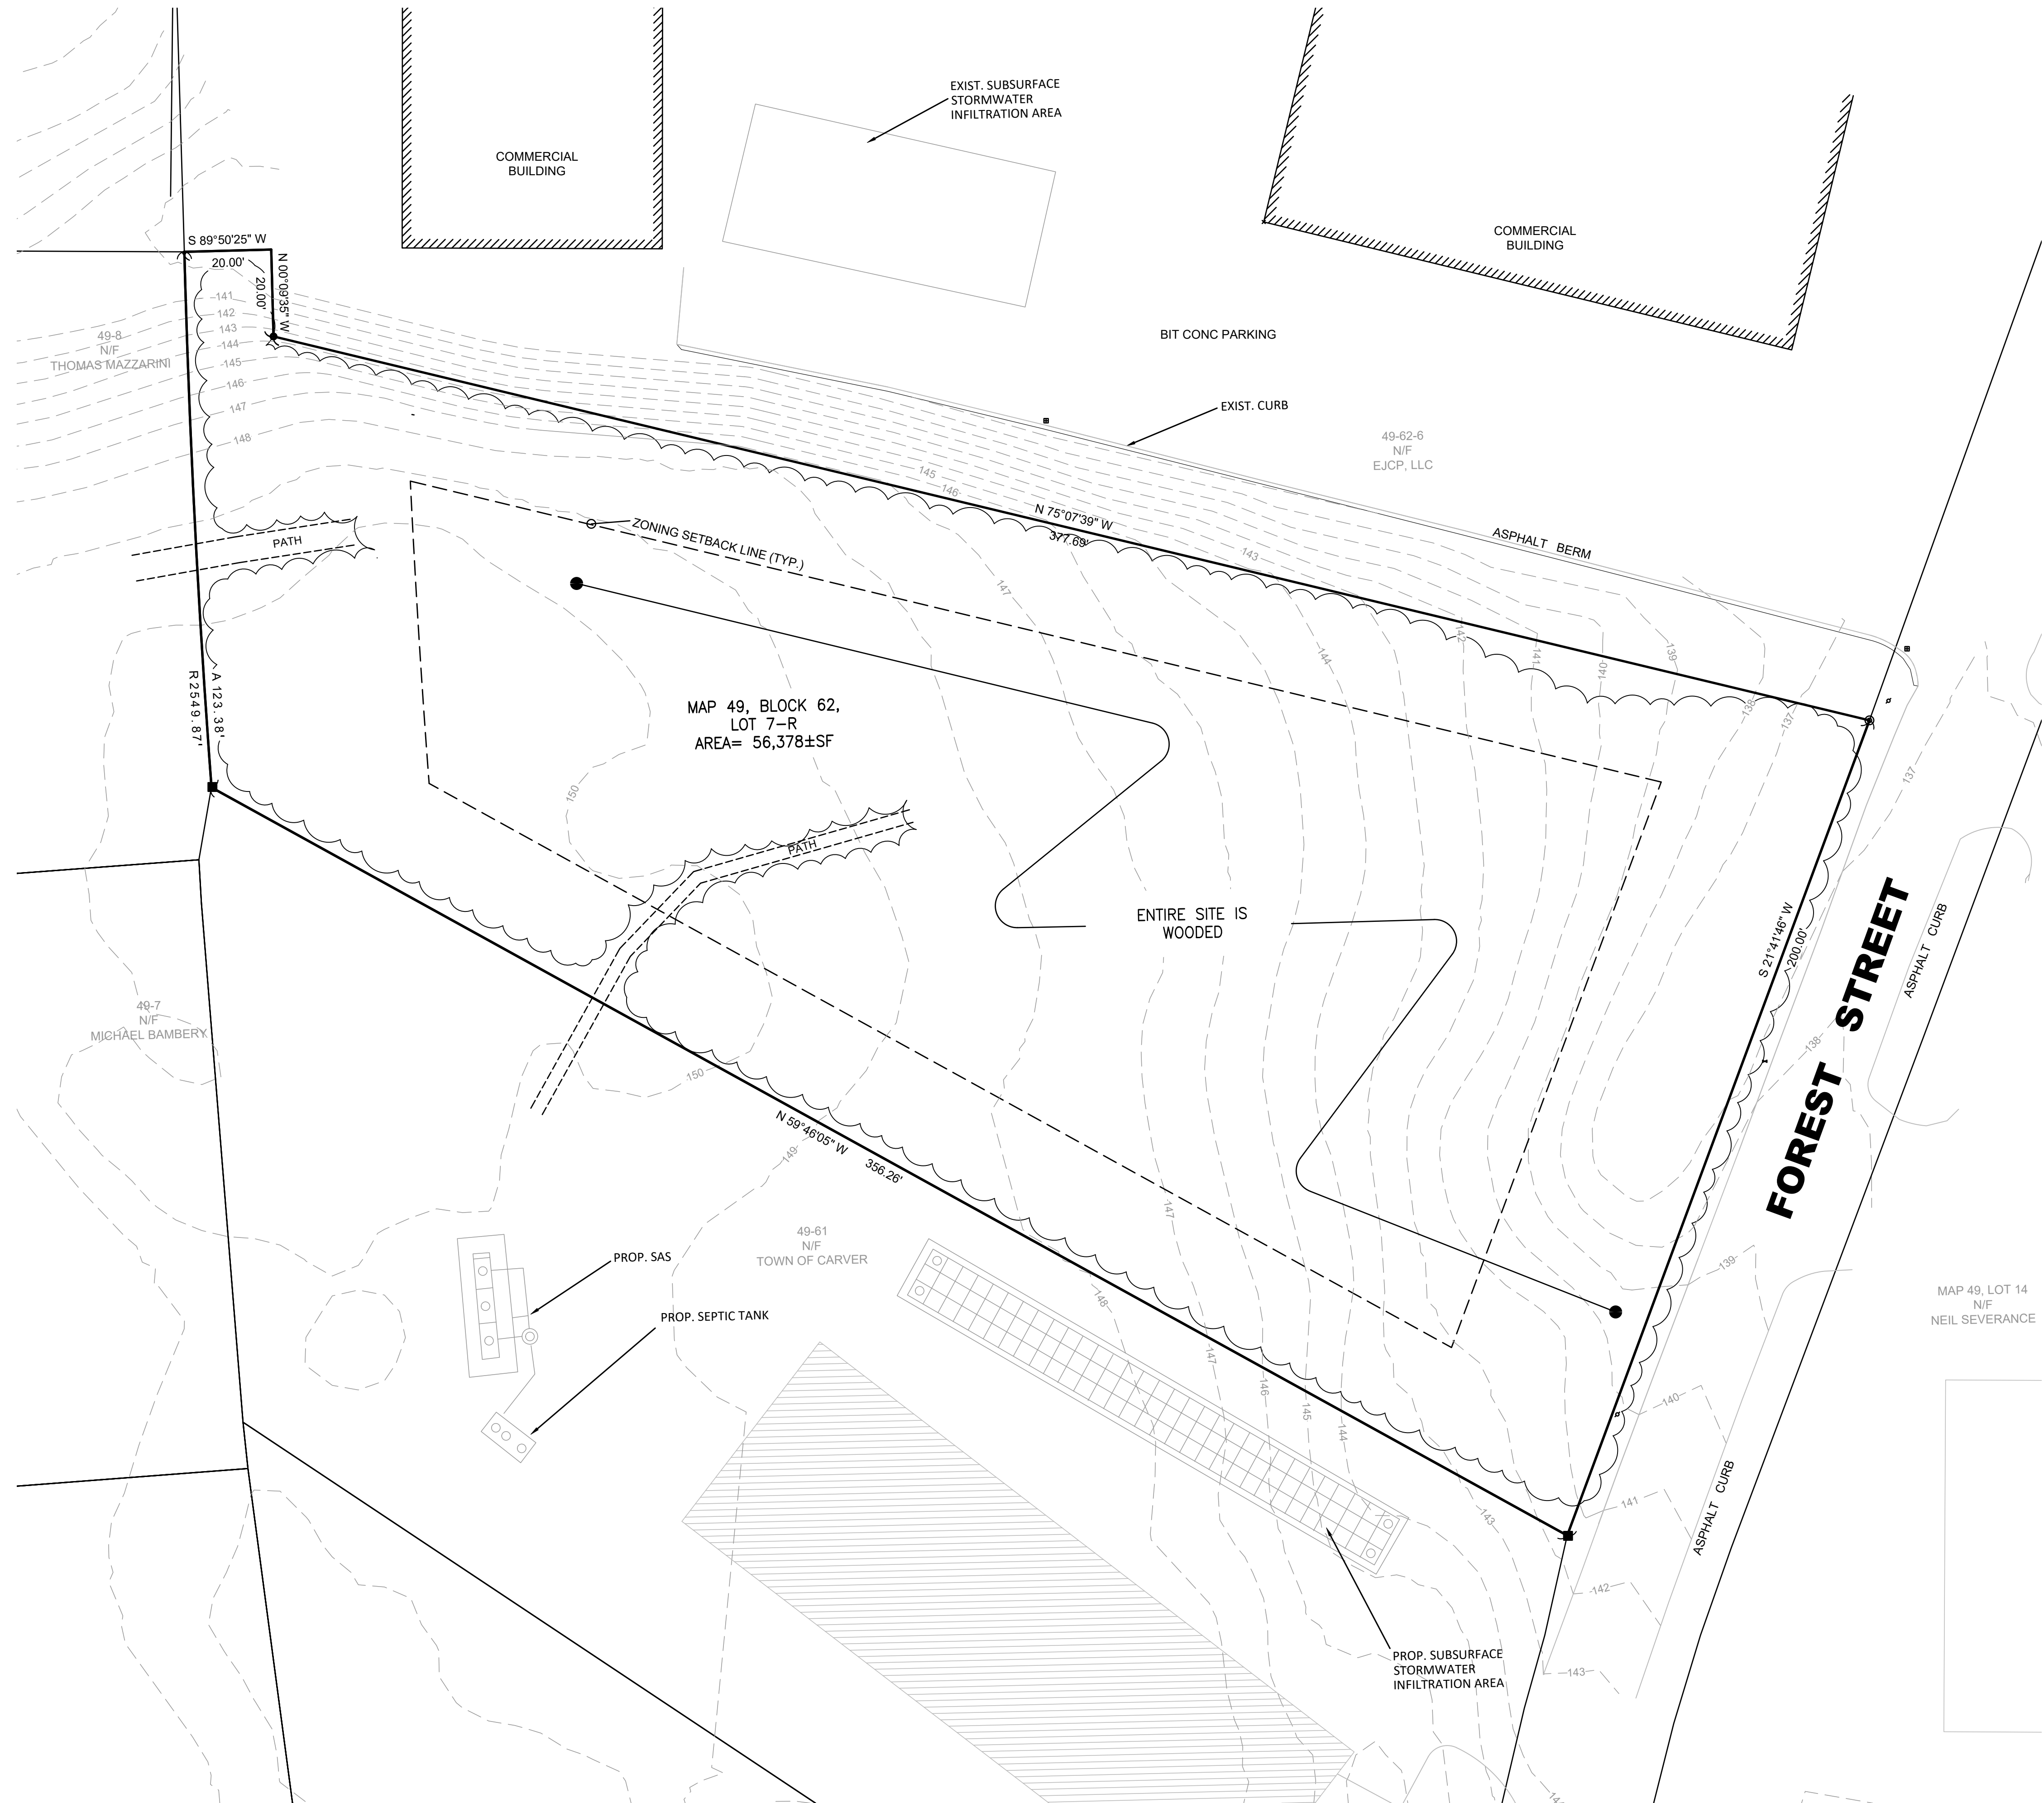 EXIST. SUBSURFACE
STORMWATER
INFILTRATION AREA
COMMERCIAL
BUILDING
COMMERCIAL
BUILDING
S 89°50'25" W
20.00'
N 00°09'35" W
20.00'
141
142
143
144
145
146
147
148
49-8
N/F
THOMAS MAZZARINI
BIT CONC PARKING
EXIST. CURB
49-62-6
N/F
EJCP, LLC
145
146
N 75°07'39" W
377.69'
ASPHALT BERM
ZONING SETBACK LINE (TYP.)
PATH
143
147
144
142
141
140
139
138
137
137
A 123.38'
R 2549.87'
MAP 49, BLOCK 62,
LOT 7-R
AREA= 56,378±SF
150
PATH
ENTIRE SITE IS
WOODED
S 21°41'46" W
200.00'
FOREST STREET
ASPHALT CURB
138
49-7
N/F
MICHAEL BAMBERY
150
N 59°46'05" W
356.26'
149
147
139
49-61
N/F
TOWN OF CARVER
PROP. SAS
PROP. SEPTIC TANK
MAP 49, LOT 14
N/F
NEIL SEVERANCE
148
147
146
145
144
143
140
141
142
143
ASPHALT CURB
PROP. SUBSURFACE
STORMWATER
INFILTRATION AREA